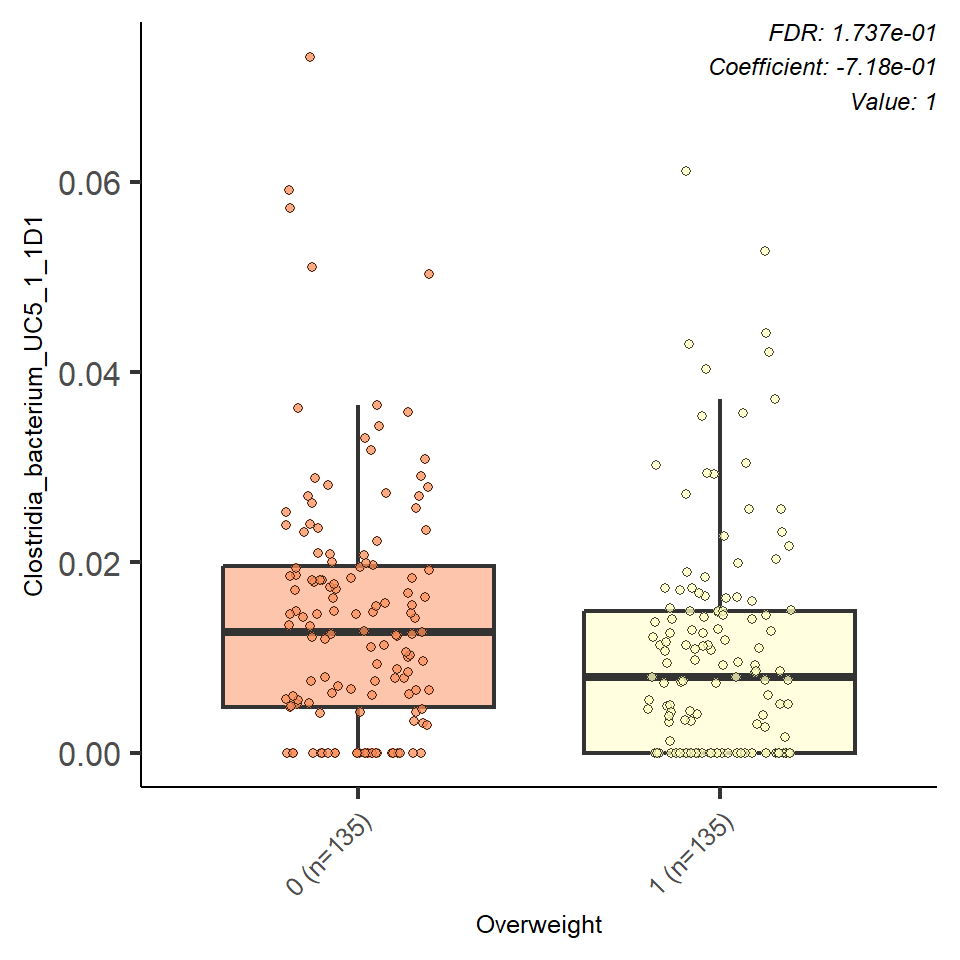 FDR: 1.737e-01
Coefficient: -7.18e-01
Value: 1
Clostridia_bacterium_UC5_1_1D1
0.06
0.04
0.02
0.00
0 (n=135)
1 (n=135)
Overweight